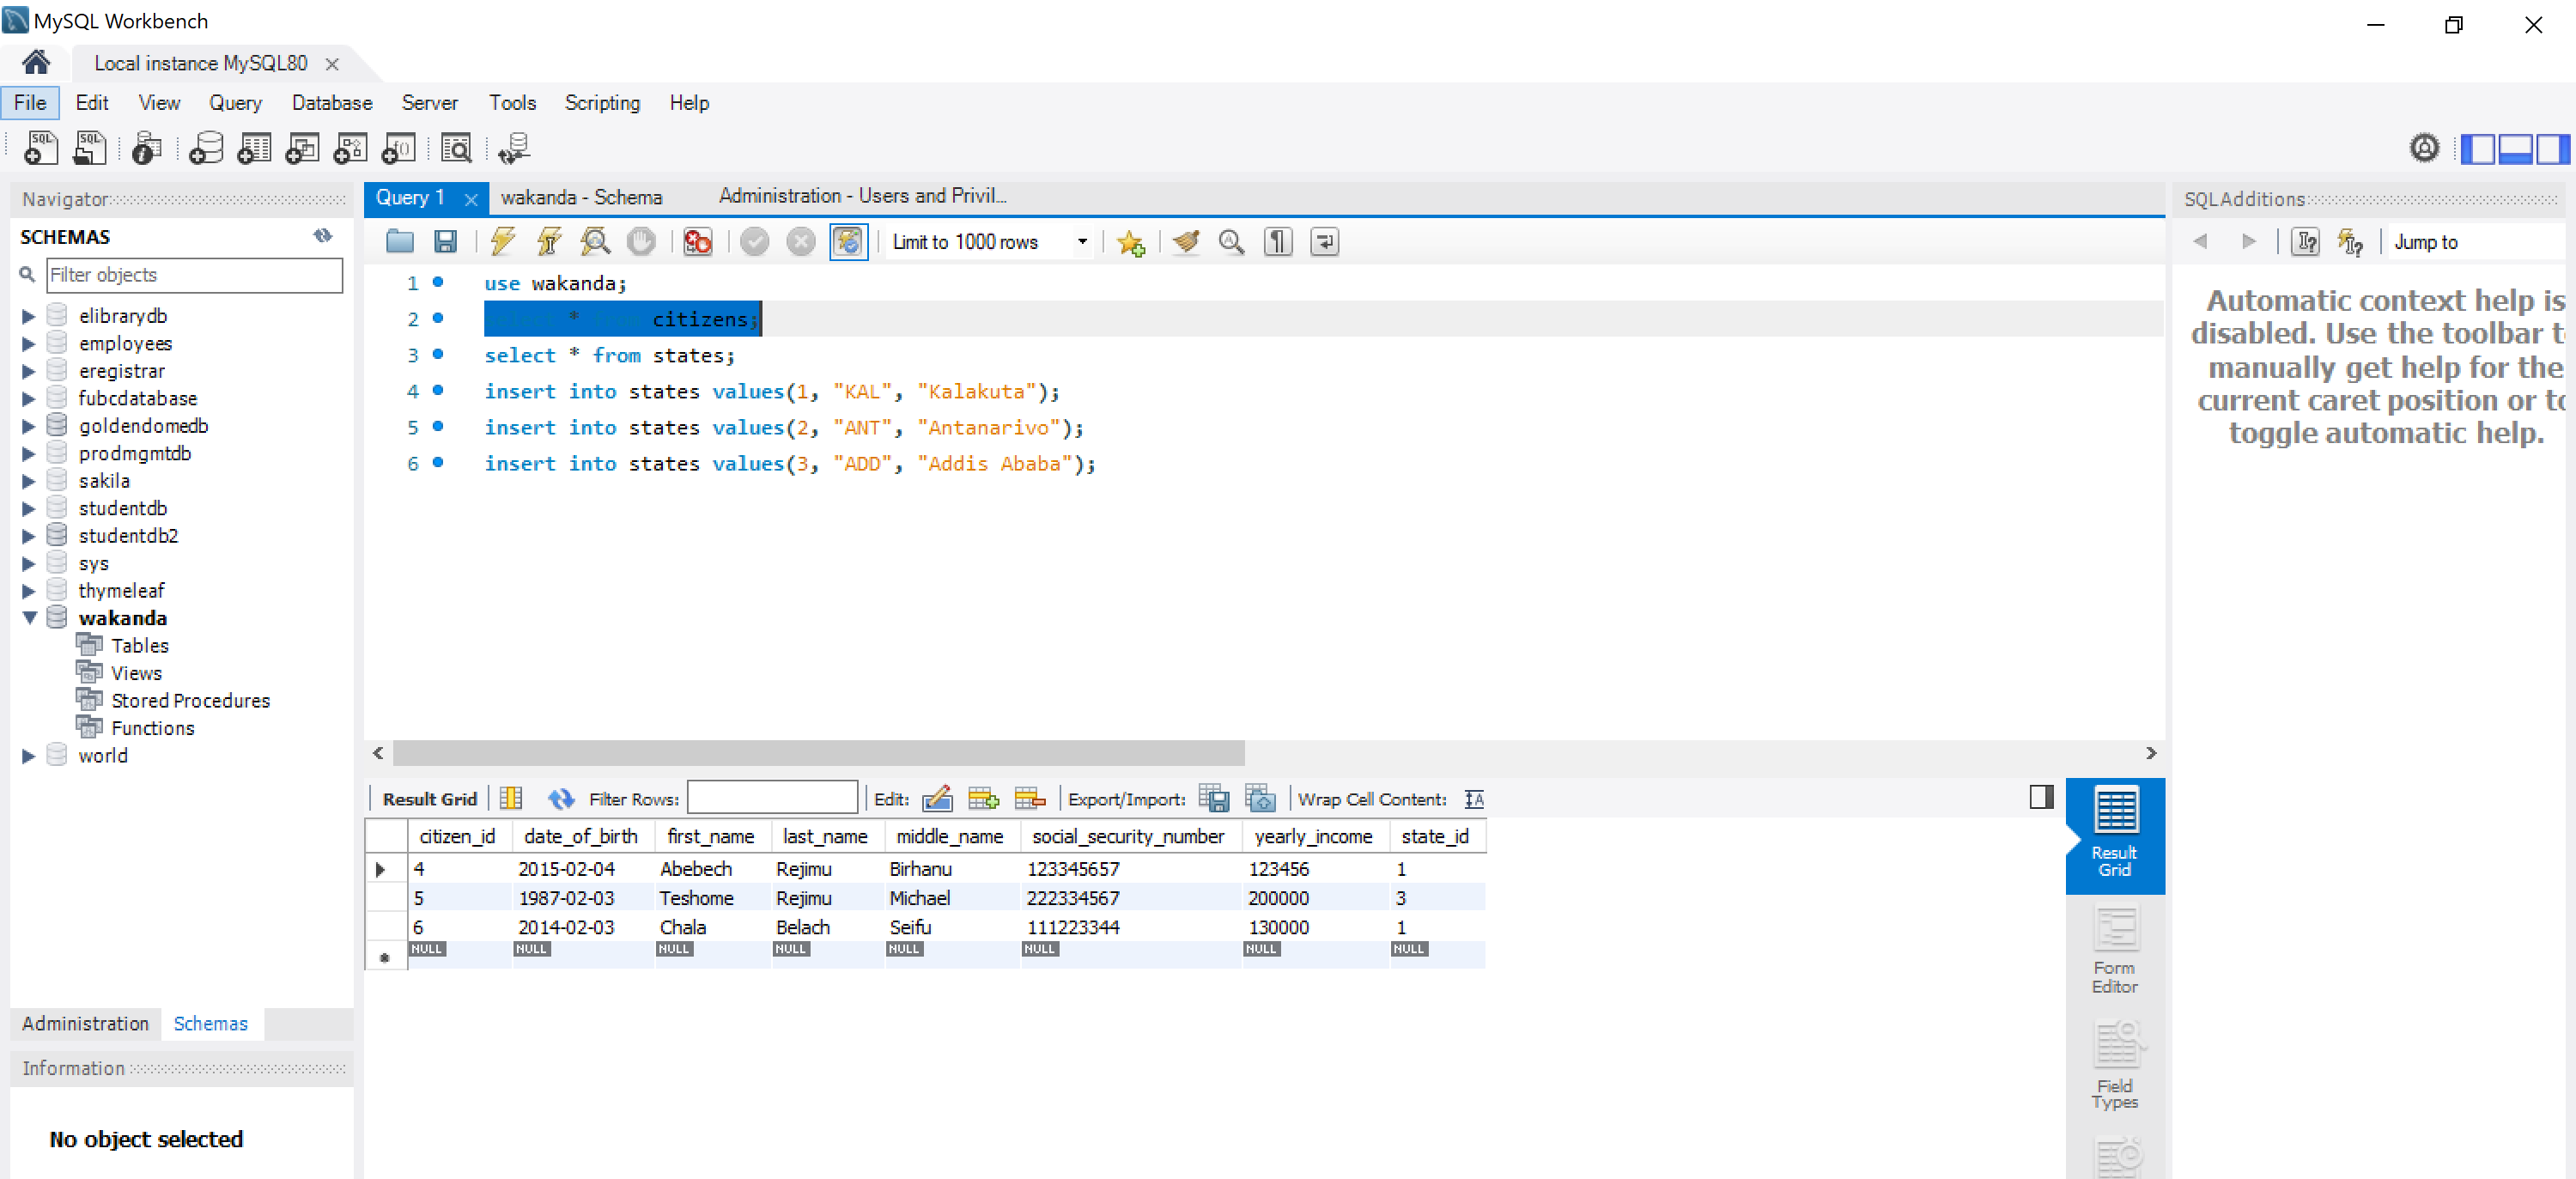 MySQL Workbench
Local instance MySQL80
File Edit View Query Database Server Tools Scripting Help
Navigator
SCHEMAS
Filter objects
elibrarydb
employees
eregistrar
fubcdatabase
goldendomedb
prodmgmtdb
sakila
studentdb
studentdb2
sys
thymeleaf
wakanda
Tables
Views
Stored Procedures
Functions
world
Administration Schemas
Information
No object selected
Query 1 wakanda - Schema Administration - Users and Privil...
Limit to 1000 rows
1 use wakanda;
2 select * from citizens;
3 select * from states;
4 insert into states values(1, "KAL", "Kalakuta");
5 insert into states values(2, "ANT", "Antanarivo");
6 insert into states values(3, "ADD", "Addis Ababa");
Result Grid Filter Rows: Edit: Export/Import: Wrap Cell Content:
citizen_id date_of_birth first_name last_name middle_name social_security_number yearly_income state_id
4 2015-02-04 Abebech Rejimu Birhanu 123345657 123456 1
5 1987-02-03 Teshome Rejimu Michael 222334567 200000 3
6 2014-02-03 Chala Belach Seifu 111223344 130000 1
NULL NULL NULL NULL NULL NULL NULL NULL
Result
Grid
Form
Editor
Field
Types
SQLAdditions
Jump to
Automatic context help is
disabled. Use the toolbar t
manually get help for the
current caret position or to
toggle automatic help.